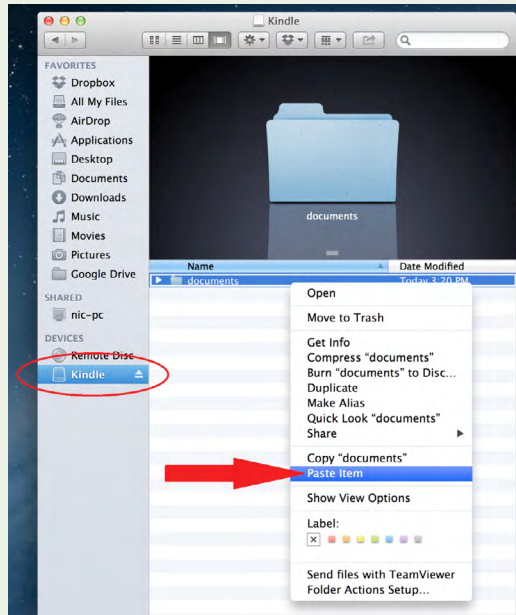 Kindle
FAVORITES
Dropbox
All My Files
AirDrop
Applications
Desktop
Documents
Downloads
Music
Movies
Pictures
Google Drive
SHARED
nic-pc
DEVICES
Remote Disc
Kindle
documents
Name Date Modified
documents Today 3:20 PM
Open
Move to Trash
Get Info
Compress “documents”
Burn “documents” to Disc...
Duplicate
Make Alias
Quick Look “documents”
Share
Copy “documents”
Paste Item
Show View Options
Label:
Send files with TeamViewer
Folder Actions Setup...